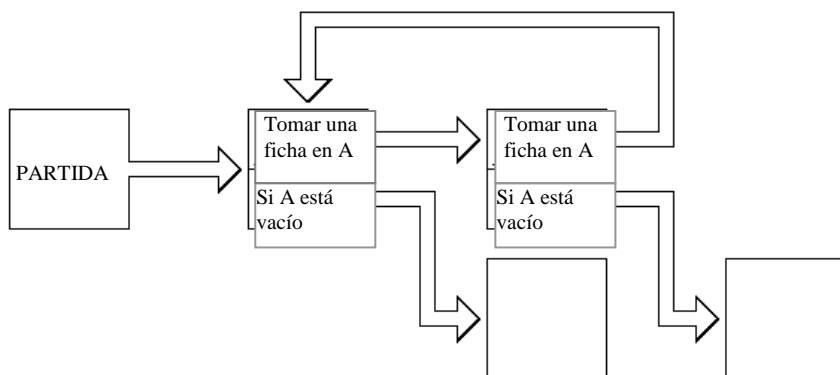 PARTIDA
Tomar una
ficha en A
Si A está
vacío
Tomar una
ficha en A
Si A está
vacío